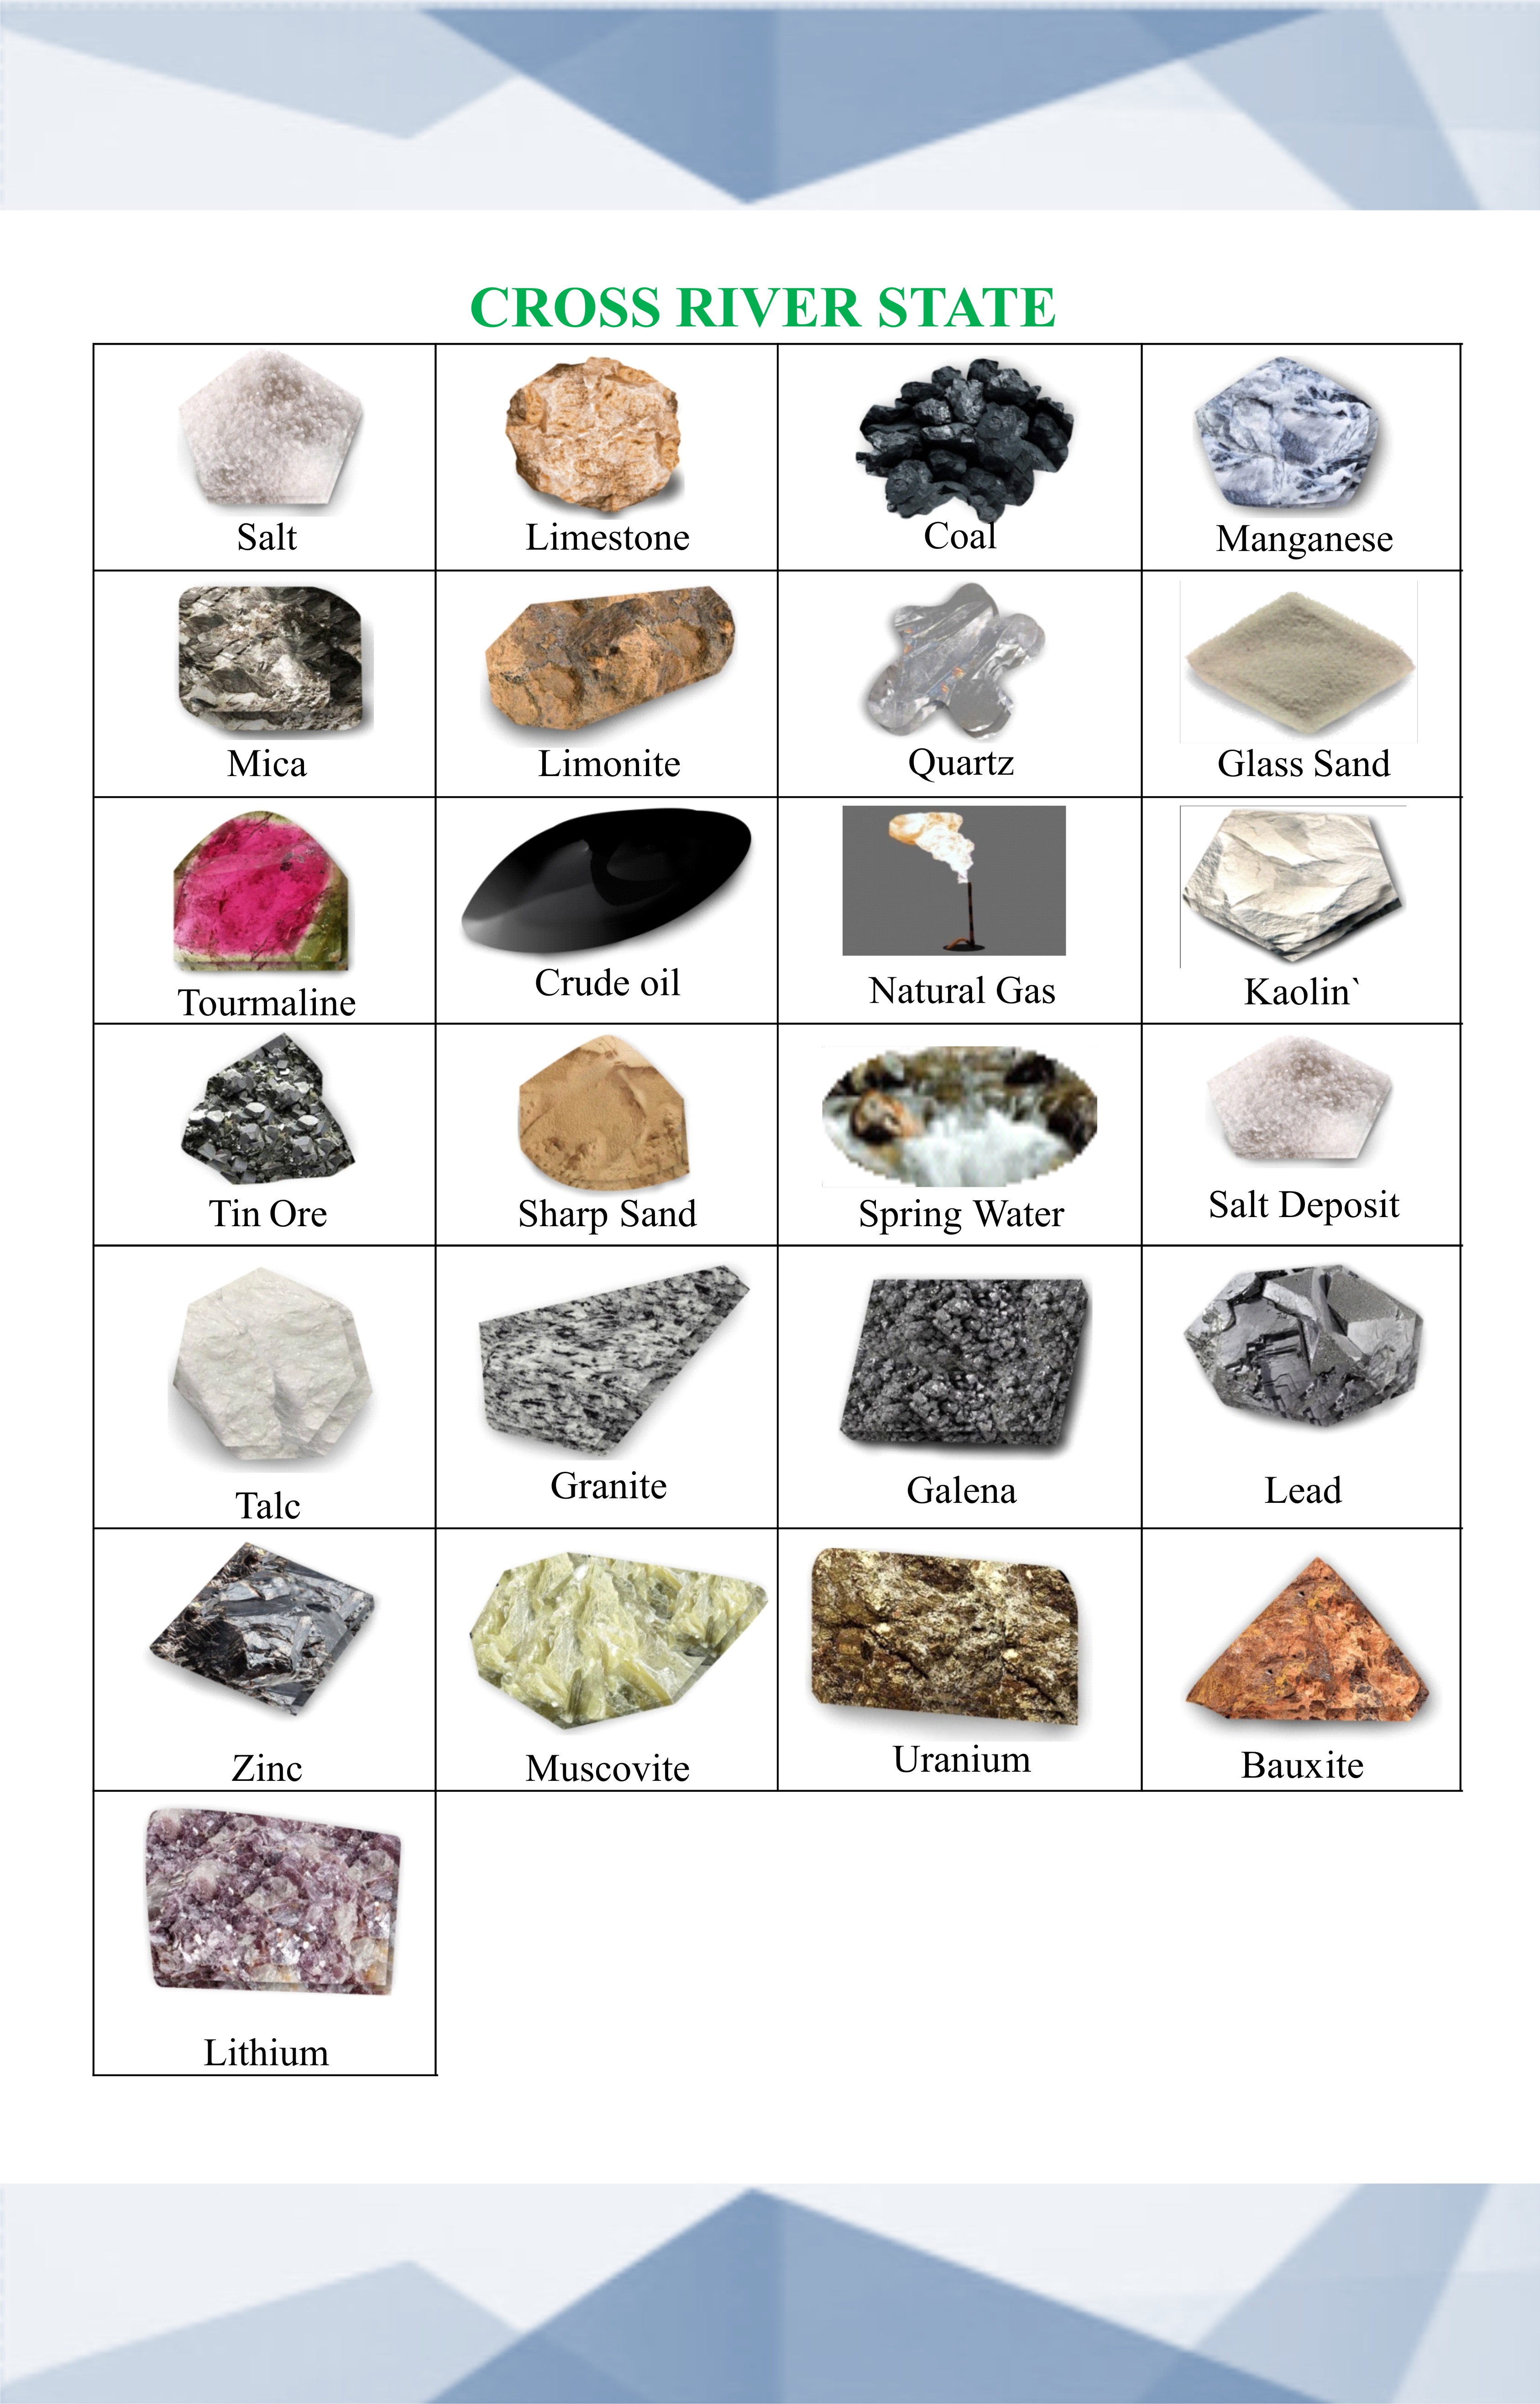 CROSS RIVER STATE
Salt
Limestone
Coal
Manganese
Mica
Limonite
Quartz
Glass Sand
Tourmaline
Crude oil
Natural Gas
Kaolin`
Tin Ore
Sharp Sand
Spring Water
Salt Deposit
Talc
Granite
Galena
Lead
Zinc
Muscovite
Uranium
Bauxite
Lithium